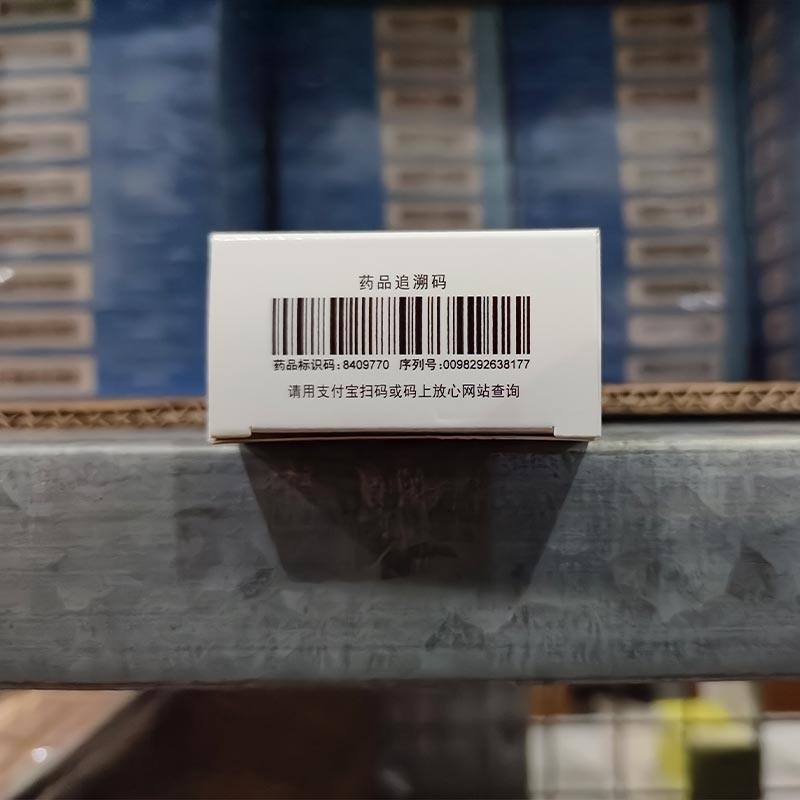 药品追溯码
药品标识码:8409770 序列号:0098292638177
请用支付宝扫码或码上放心网站查询